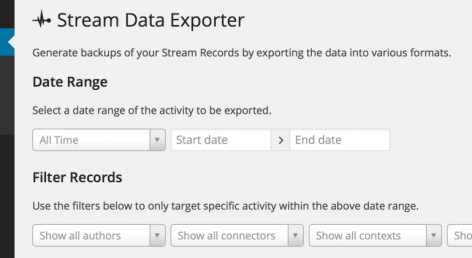 Stream Data Exporter
Generate backups of your Stream Records by exporting the data into various formats.
Date Range
Select a date range of the activity to be exported.
All Time Start date > End date
Filter Records
Use the filters below to only target specific activity within the above date range.
Show all authors Show all connectors Show all contexts Sho